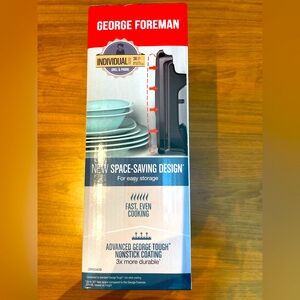 GEORGE FOREMAN
INDIVIDUAL
GRILL & PANINI
NEW SPACE-SAVING DESIGN*
For easy storage
FAST, EVEN
COOKING
ADVANCED GEORGE TOUGH™
NONSTICK COATING
3x more durable*